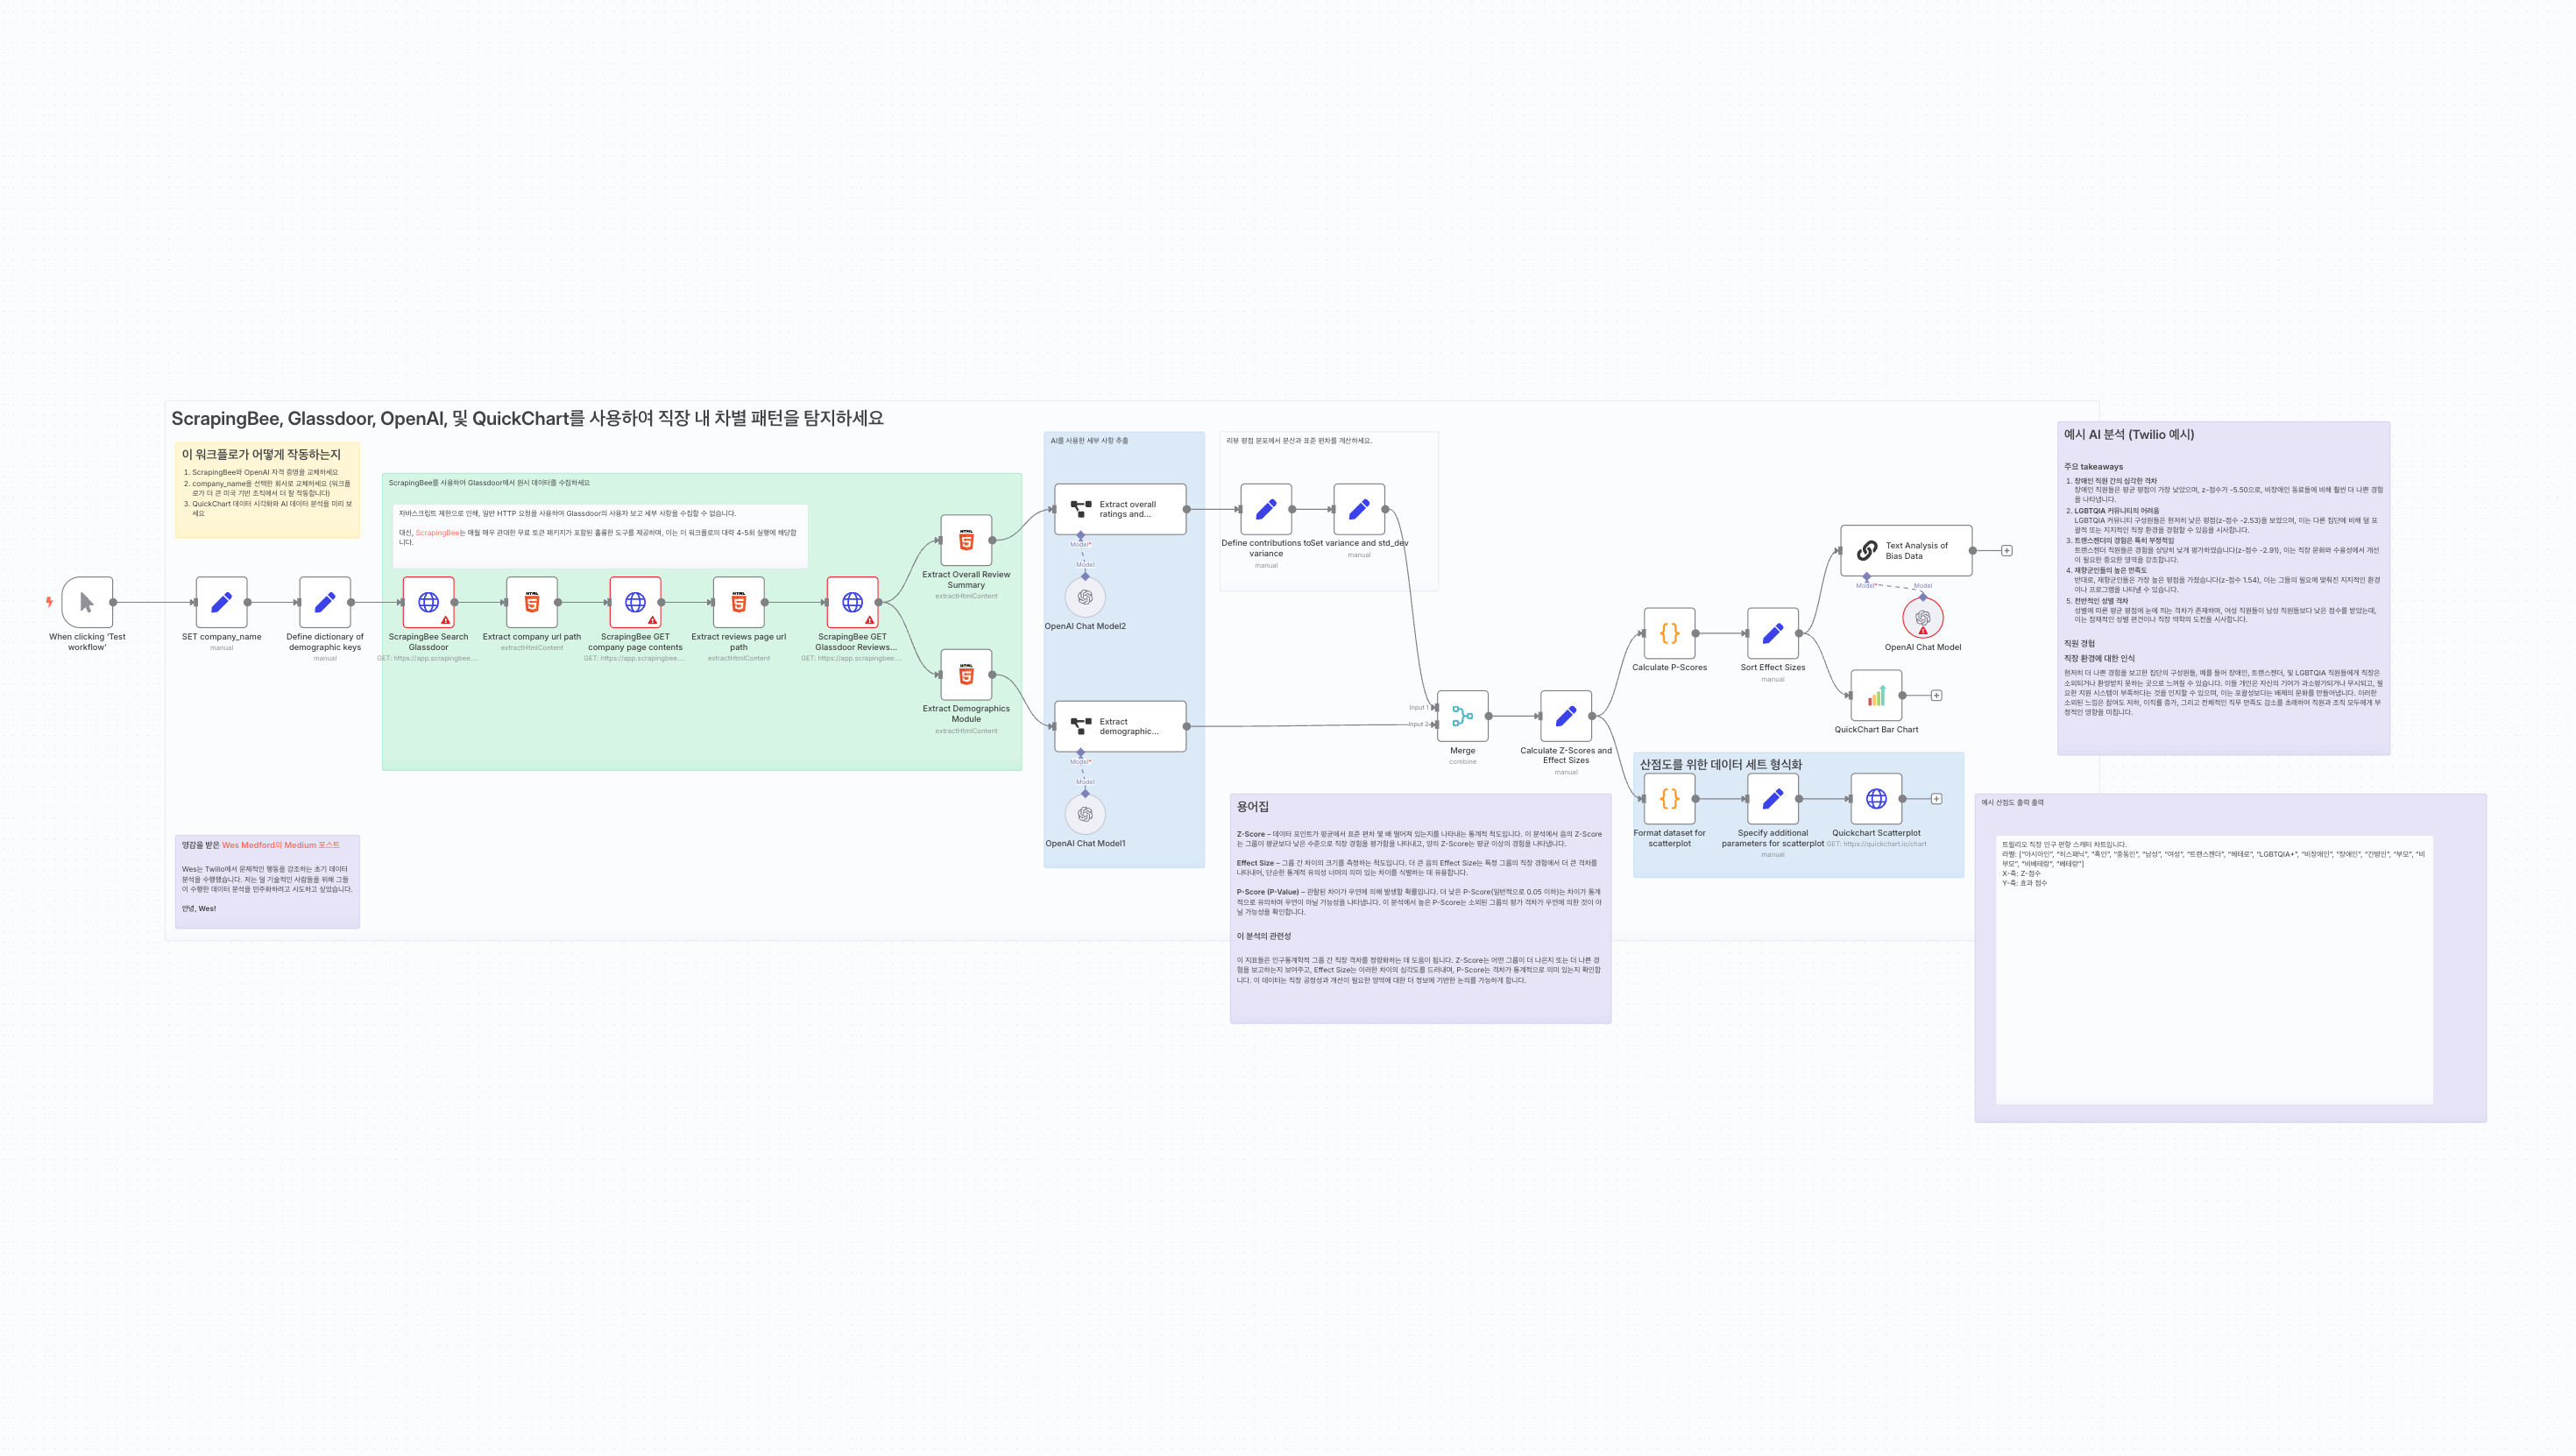 ScrapingBee, Glassdoor, OpenAI, 및 QuickChart를 사용하여 직장 내 차별 패턴을 탐지하세요
이 워크플로가 어떻게 작동하는지
1. ScrapingBee와 OpenAI 자격 증명을 교체하세요
2. company_name을 선택한 회사로 교체하세요 (워크플
로가 더 큰 미국 기반 조직에서 더 잘 작동합니다)
3. QuickChart 데이터 시각화와 AI 데이터 분석을 미리 보
세요
ScrapingBee를 사용하여 Glassdoor에서 원시 데이터를 수집하세요
자바스크립트 제한으로 인해, 일반 HTTP 요청을 사용하여 Glassdoor의 사용자 보고 세부 사항을 수집할 수 없습니다.
대신, ScrapingBee는 매월 매우 관대한 무료 토큰 패키지가 포함된 훌륭한 도구를 제공하며, 이는 이 워크플로의 대략 4-5회 실행에 해당합
니다.
When clicking ‘Test
workflow’
SET company_name
manual
Define dictionary of
demographic keys
manual
ScrapingBee Search
Glassdoor
GET: https://app.scrapingbee....
Extract company url path
extractHtmlContent
ScrapingBee GET
company page contents
GET: https://app.scrapingbee....
Extract reviews page url
path
extractHtmlContent
ScrapingBee GET
Glassdoor Reviews...
GET: https://app.scrapingbee....
Extract Overall Review
Summary
extractHtmlContent
Extract Demographics
Module
extractHtmlContent
AI를 사용한 세부 사항 추출
Extract overall
ratings and...
Model*
Model
OpenAI Chat Model2
Extract
demographic...
Model*
Model
OpenAI Chat Model1
리뷰 평점 분포에서 분산과 표준 편차를 계산하세요.
Define contributions to
variance
manual
Set variance and std_dev
manual
Input 1
Input 2
Merge
combine
Calculate Z-Scores and
Effect Sizes
manual
Calculate P-Scores
Sort Effect Sizes
manual
Text Analysis of
Bias Data
Model*
Model
OpenAI Chat Model
QuickChart Bar Chart
산점도를 위한 데이터 세트 형식화
Format dataset for
scatterplot
Specify additional
parameters for scatterplot
manual
Quickchart Scatterplot
GET: https://quickchart.io/chart
영감을 받은 Wes Medford의 Medium 포스트
Wes는 Twilio에서 문제적인 행동을 강조하는 초기 데이터
분석을 수행했습니다. 저는 덜 기술적인 사람들을 위해 그들
이 수행한 데이터 분석을 민주화하려고 시도하고 싶었습니다.
안녕, Wes!
용어집
Z-Score – 데이터 포인트가 평균에서 표준 편차 몇 배 떨어져 있는지를 나타내는 통계적 척도입니다. 이 분석에서 음의 Z-Score
는 그룹이 평균보다 낮은 수준으로 직장 경험을 평가함을 나타내고, 양의 Z-Score는 평균 이상의 경험을 나타냅니다.
Effect Size – 그룹 간 차이의 크기를 측정하는 척도입니다. 더 큰 음의 Effect Size는 특정 그룹의 직장 경험에서 더 큰 격차를
나타내어, 단순한 통계적 유의성 너머의 의미 있는 차이를 식별하는 데 유용합니다.
P-Score (P-Value) – 관찰된 차이가 우연에 의해 발생할 확률입니다. 더 낮은 P-Score(일반적으로 0.05 이하)는 차이가 통계
적으로 유의하며 우연이 아닐 가능성을 나타냅니다. 이 분석에서 높은 P-Score는 소외된 그룹의 평가 격차가 우연에 의한 것이 아
닐 가능성을 확인합니다.
이 분석의 관련성
이 지표들은 인구통계학적 그룹 간 직장 격차를 정량화하는 데 도움이 됩니다. Z-Score는 어떤 그룹이 더 나은지 또는 더 나쁜 경
험을 보고하는지 보여주고, Effect Size는 이러한 차이의 심각도를 드러내며, P-Score는 격차가 통계적으로 의미 있는지 확인합
니다. 이 데이터는 직장 공정성과 개선이 필요한 영역에 대한 더 정보에 기반한 논의를 가능하게 합니다.
예시 AI 분석 (Twilio 예시)
주요 takeaways
1. 장애인 직원 간의 심각한 격차
장애인 직원들은 평균 평점이 가장 낮았으며, z-점수가 -5.50으로, 비장애인 동료들에 비해 훨씬 더 나쁜 경험
을 나타냅니다.
2. LGBTQIA 커뮤니티의 어려움
LGBTQIA 커뮤니티 구성원들은 현저히 낮은 평점(z-점수 -2.53)을 보였으며, 이는 다른 집단에 비해 덜 포
괄적 또는 지지적인 직장 환경을 경험할 수 있음을 시사합니다.
3. 트랜스젠더의 경험은 특히 부정적임
트랜스젠더 직원들은 경험을 상당히 낮게 평가하였습니다(z-점수 -2.91), 이는 직장 문화와 수용성에서 개선
이 필요한 중요한 영역을 강조합니다.
4. 재향군인들의 높은 만족도
반대로, 재향군인들은 가장 높은 평점을 가졌습니다(z-점수 1.54), 이는 그들의 필요에 맞춰진 지지적인 환경
이나 프로그램을 나타낼 수 있습니다.
5. 전반적인 성별 격차
성별에 따른 평균 평점에 눈에 띄는 격차가 존재하며, 여성 직원들이 남성 직원들보다 낮은 점수를 받았는데,
이는 잠재적인 성별 편견이나 직장 역학의 도전을 시사합니다.
직원 경험
직장 환경에 대한 인식
현저히 더 나쁜 경험을 보고한 집단의 구성원들, 예를 들어 장애인, 트랜스젠더, 및 LGBTQIA 직원들에게 직장은
소외되거나 환영받지 못하는 곳으로 느껴질 수 있습니다. 이들 개인은 자신의 기여가 과소평가되거나 무시되고, 필
요한 지원 시스템이 부족하다는 것을 인지할 수 있으며, 이는 포괄성보다는 배제의 문화를 만들어냅니다. 이러한
소외된 느낌은 참여도 저하, 이직률 증가, 그리고 전체적인 직무 만족도 감소를 초래하여 직원과 조직 모두에게 부
정적인 영향을 미칩니다.
예시 산점도 출력 출력
트윌리오 직장 인구 편향 스캐터 차트입니다.
라벨: ["아시아인", "히스패닉", "흑인", "중동인", "남성", "여성", "트랜스젠더", "헤테로", "LGBTQIA+", "비장애인", "장애인", "간병인", "부모", "비
부모", "비베테랑", "베테랑"]
X-축: Z-점수
Y-축: 효과 점수